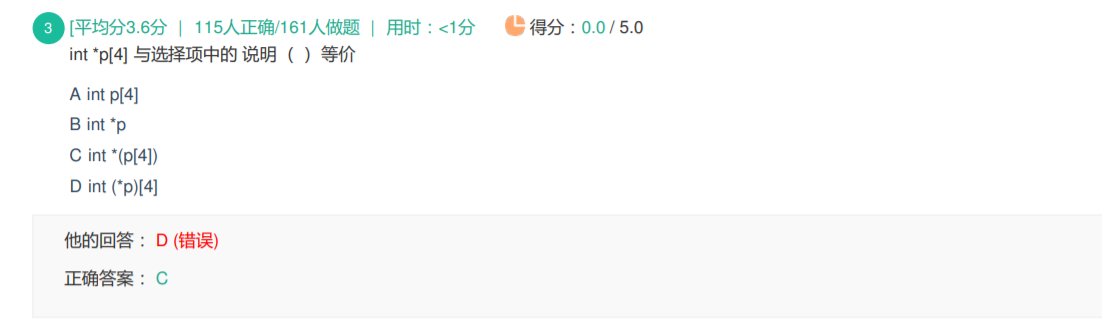 3 [平均分3.6分 | 115人正确/161人做题 | 用时：<1分 得分：0.0 / 5.0
int *p[4] 与选择项中的 说明（ ）等价
A int p[4]
B int *p
C int *(p[4])
D int (*p)[4]
他的回答： D (错误)
正确答案： C